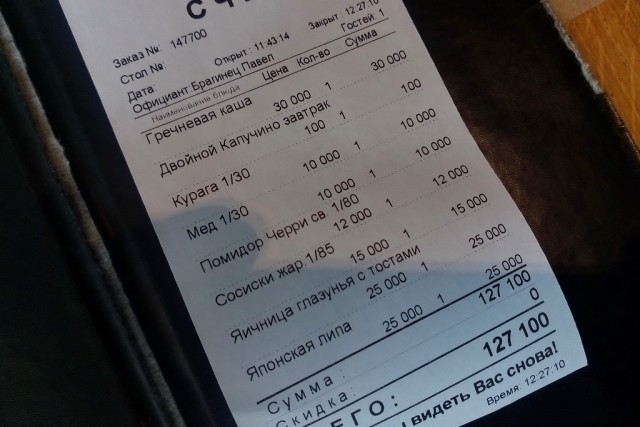 Заказ №: 147700
Стол №:
Открыт : 11:43:14 Закрыт : 12:27:10
Дата: Гостей: 1
Официант Брагинец Павел
Наименование блюда Цена Кол-во Сумма
Гречневая каша
30 000 1 30 000
Двойной Капучино завтрак
100 1 100
Курага 1/30
10 000 1 10 000
Мед 1/30
10 000 1 10 000
Помидор Черри св 1/80
12 000 1 12 000
Сосиски жар 1/85
15 000 1 15 000
Яичница глазунья с тостами
25 000 1 25 000
Японская липа
25 000 1 25 000
Сумма : 127 100
Скидка: 0
ЕГО: 127 100
видеть Вас снова!
Время: 12:27:10